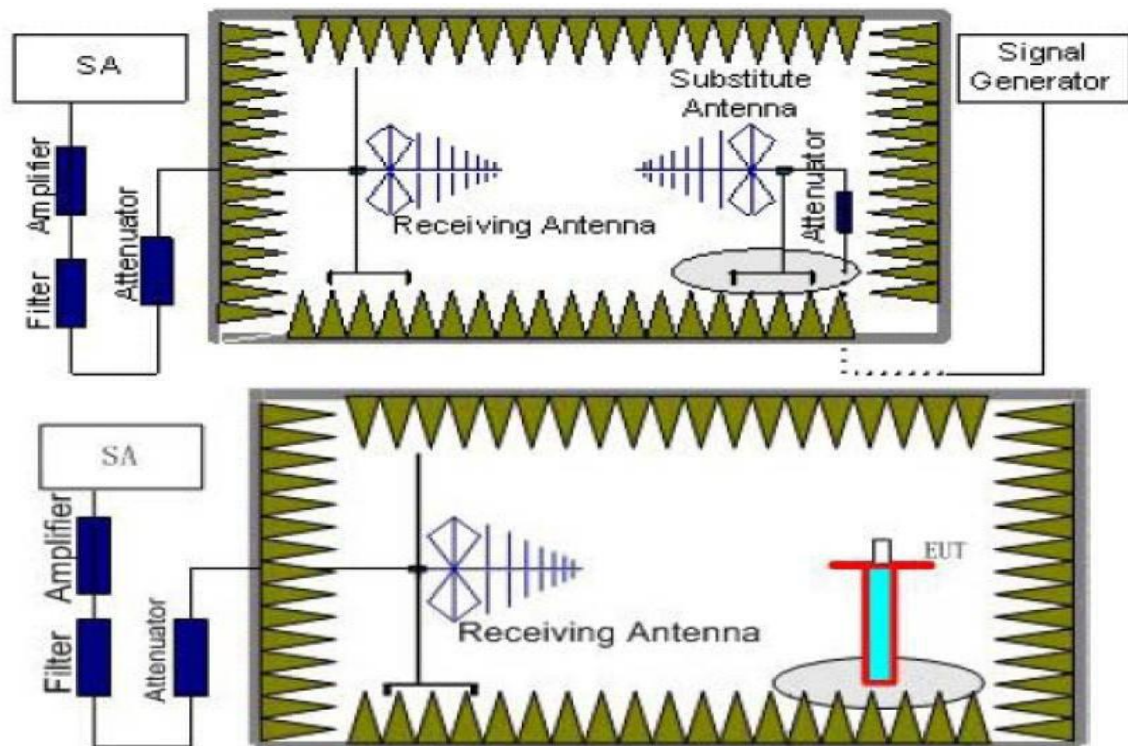 SA
Signal
Generator
Substitute
Antenna
Amplifier
Filter
Attenuator
Receiving Antenna
Attenuator
SA
Amplifier
Filter
Attenuator
Receiving Antenna
EUT